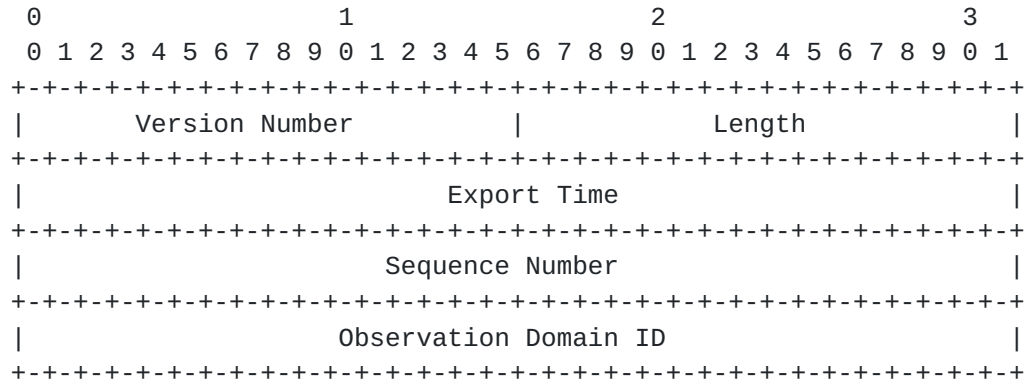 0                   1                   2                   3
 0 1 2 3 4 5 6 7 8 9 0 1 2 3 4 5 6 7 8 9 0 1 2 3 4 5 6 7 8 9 0 1
+-+-+-+-+-+-+-+-+-+-+-+-+-+-+-+-+-+-+-+-+-+-+-+-+-+-+-+-+-+-+-+-+
|       Version Number          |            Length             |
+-+-+-+-+-+-+-+-+-+-+-+-+-+-+-+-+-+-+-+-+-+-+-+-+-+-+-+-+-+-+-+-+
|                           Export Time                         |
+-+-+-+-+-+-+-+-+-+-+-+-+-+-+-+-+-+-+-+-+-+-+-+-+-+-+-+-+-+-+-+-+
|                       Sequence Number                         |
+-+-+-+-+-+-+-+-+-+-+-+-+-+-+-+-+-+-+-+-+-+-+-+-+-+-+-+-+-+-+-+-+
|                    Observation Domain ID                      |
+-+-+-+-+-+-+-+-+-+-+-+-+-+-+-+-+-+-+-+-+-+-+-+-+-+-+-+-+-+-+-+-+